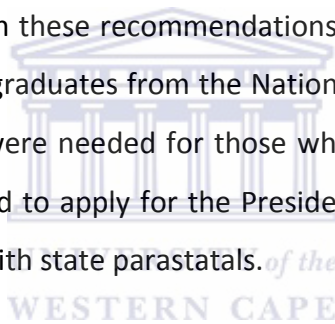 n these recommendations
graduates from the Nation
were needed for those wh
d to apply for the Preside
ith state parastatals.
UNIVERSITY of the
WESTERN CAPE